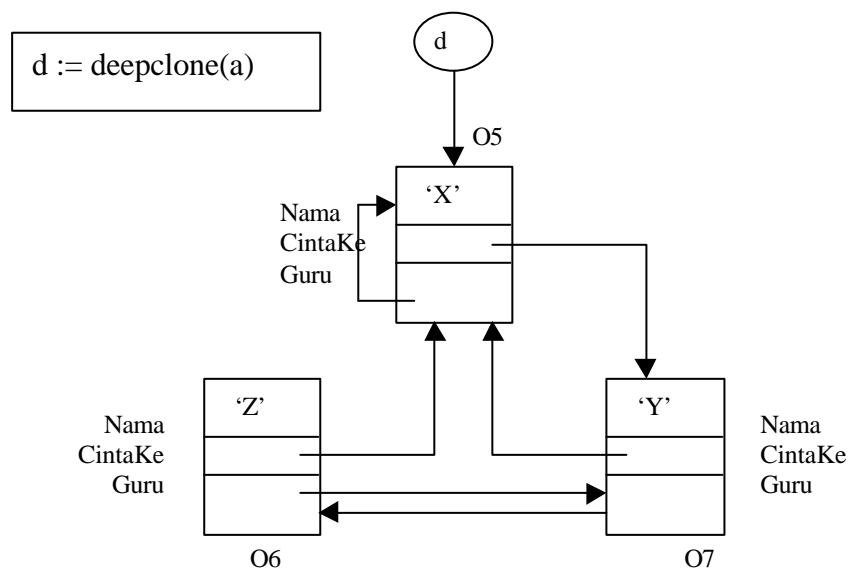 d
d := deepclone(a)
O5
‘X’
Nama
CintaKe
Guru
‘Z’
‘Y’
Nama
CintaKe
Guru
Nama
CintaKe
Guru
O6
O7